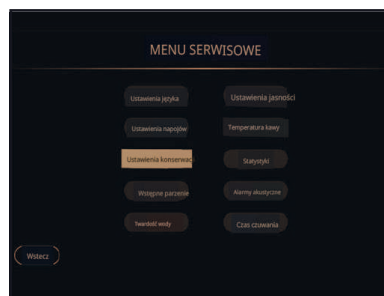 MENU SERWISOWE
Ustawienia języka
Ustawienia jasności
Ustawienia napojów
Temperatura kawy
Ustawienia konserwac
Statystyki
Wstępne parzenie
Alarmy akustyczne
Twardość wody
Czas czuwania
Wstecz